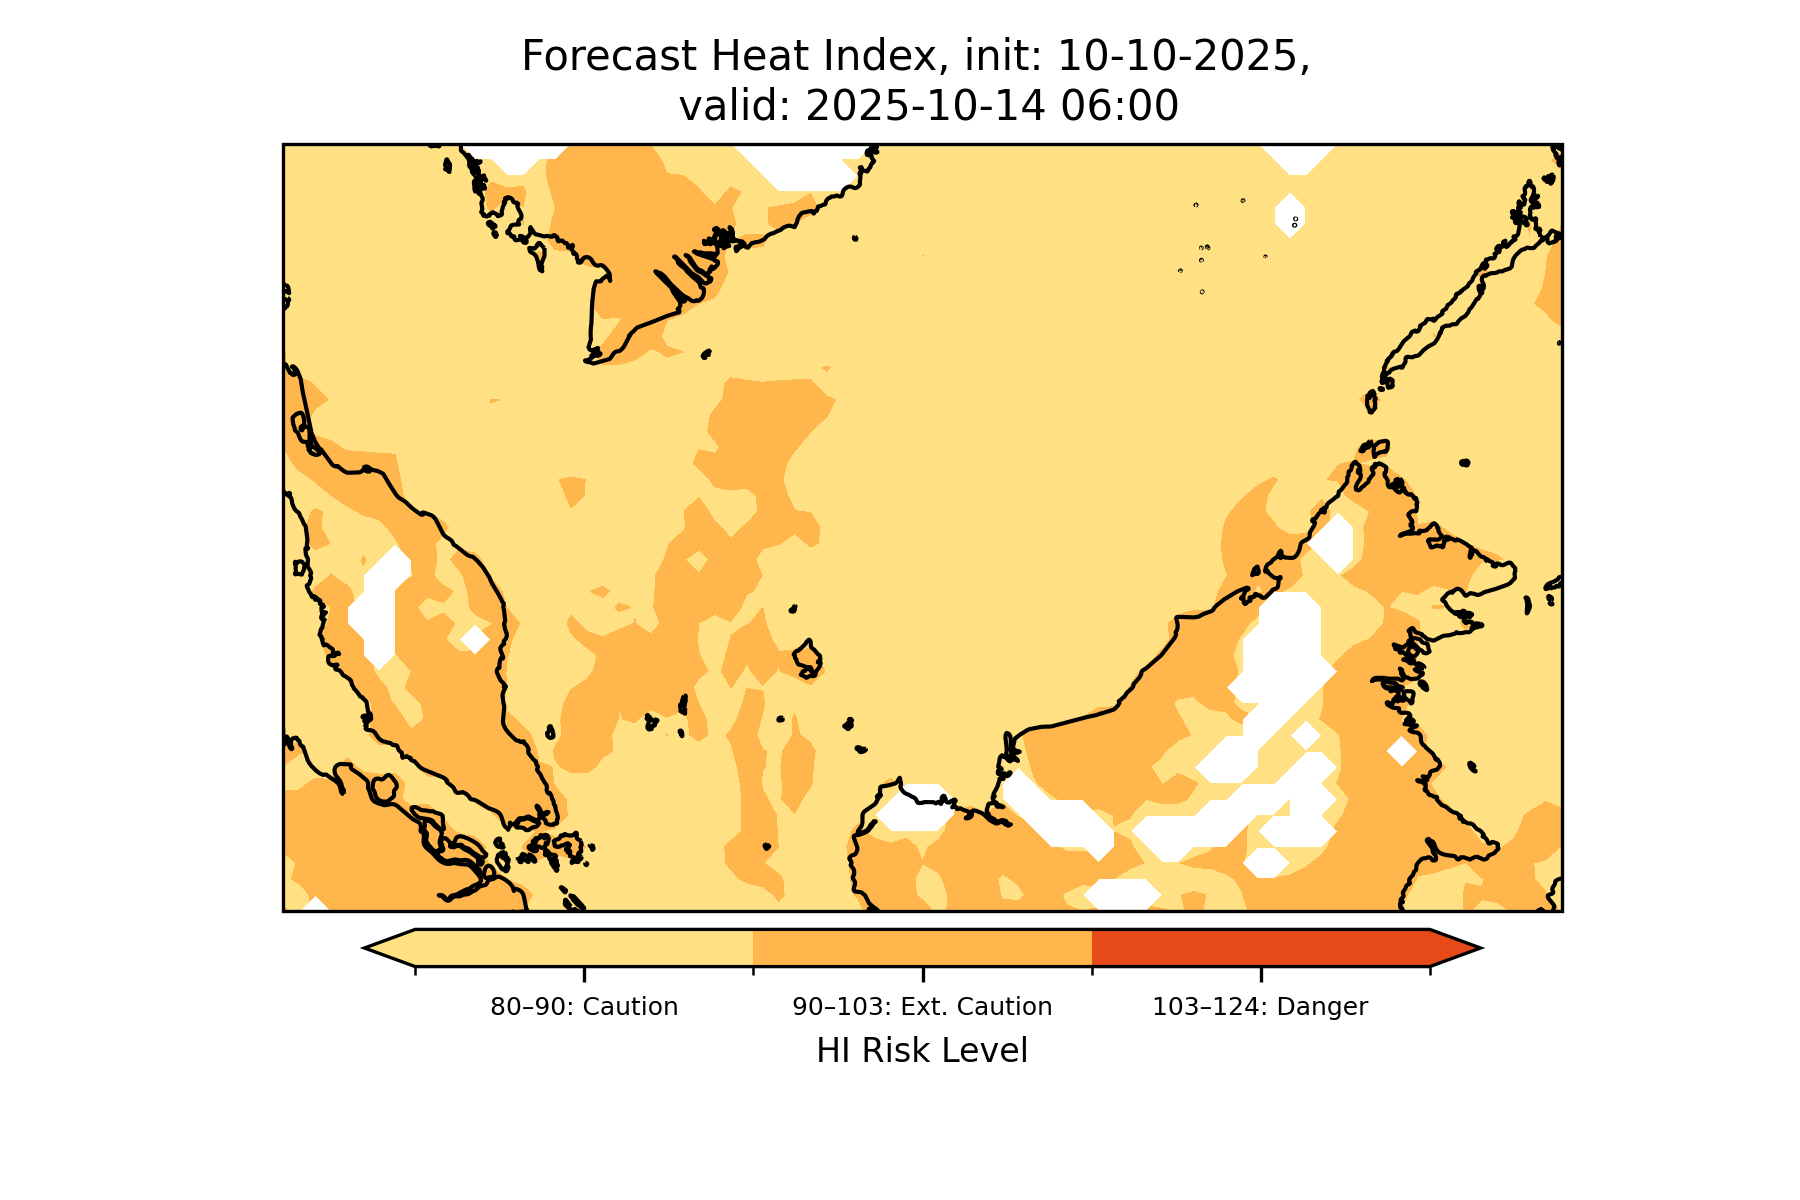 Forecast Heat Index, init: 10-10-2025,
valid: 2025-10-14 06:00
80–90: Caution
90–103: Ext. Caution
103–124: Danger
HI Risk Level